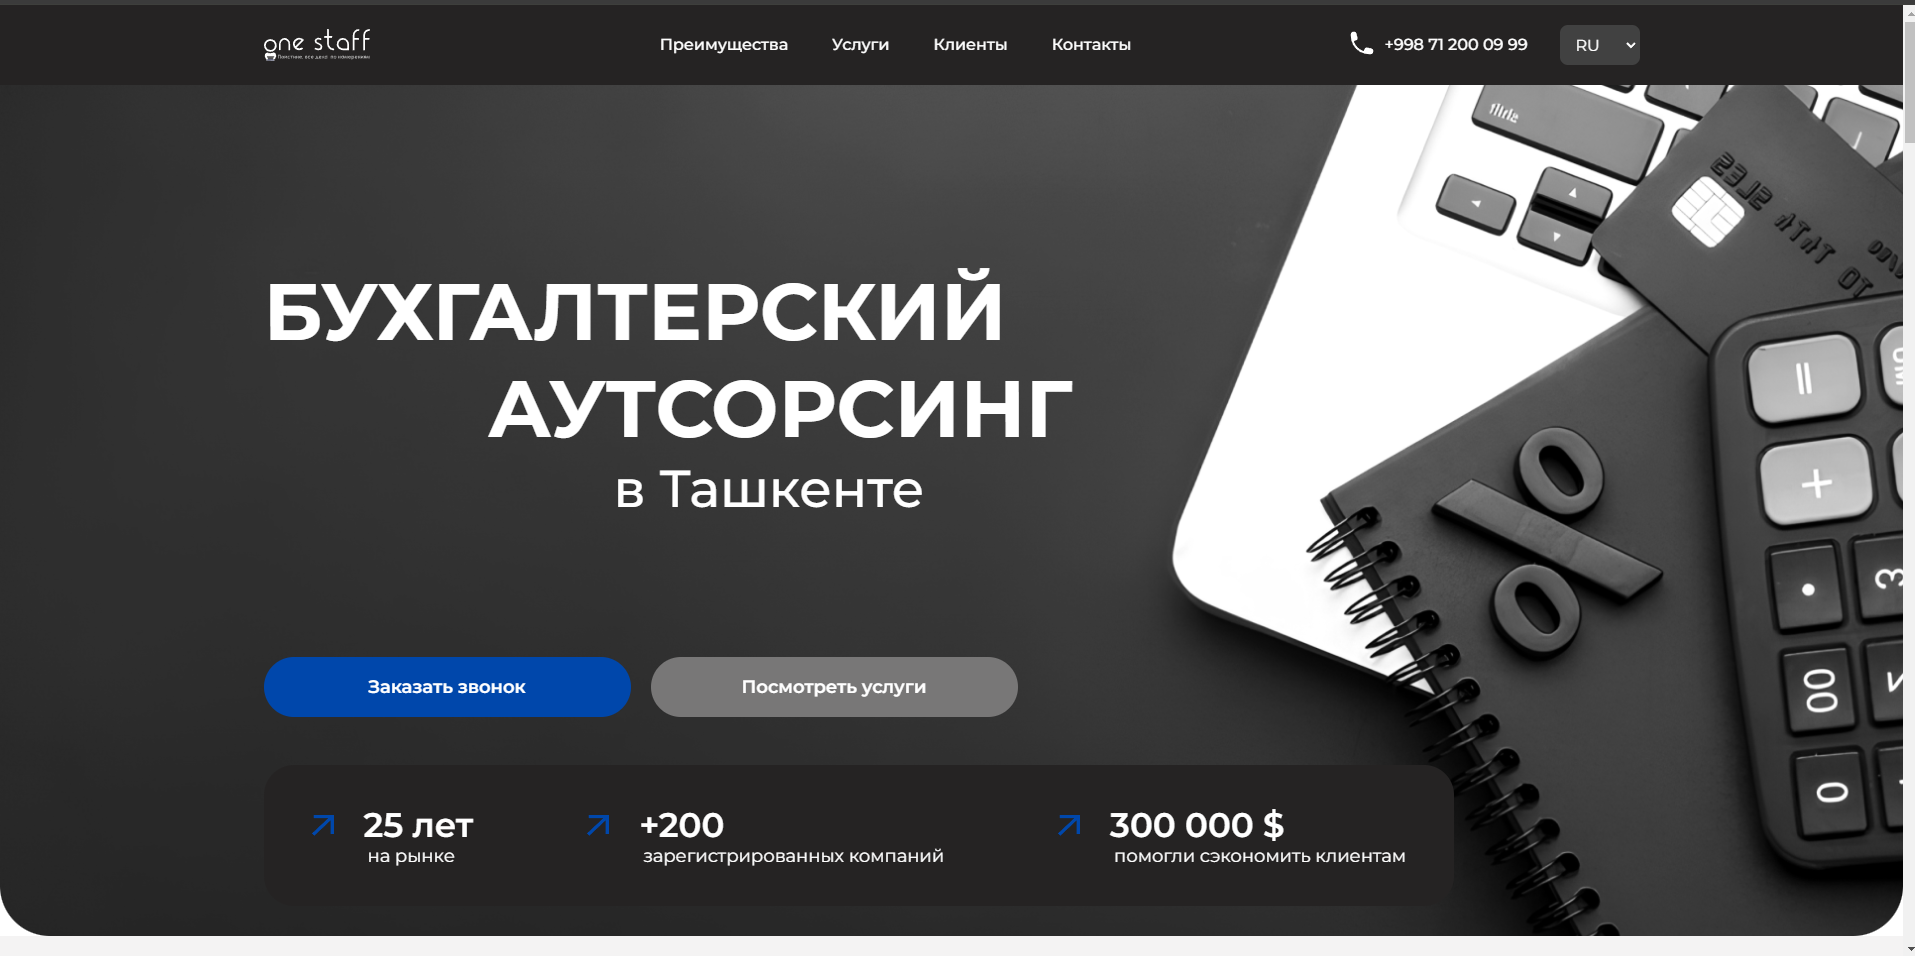 one staff
Преимущества
Услуги
Клиенты
Контакты
+998 71 200 09 99
RU
БУХГАЛТЕРСКИЙ
АУТСОРСИНГ
в Ташкенте
Заказать звонок
Посмотреть услуги
25 лет
на рынке
+200
зарегистрированных компаний
300 000 $
помогли сэкономить клиентам